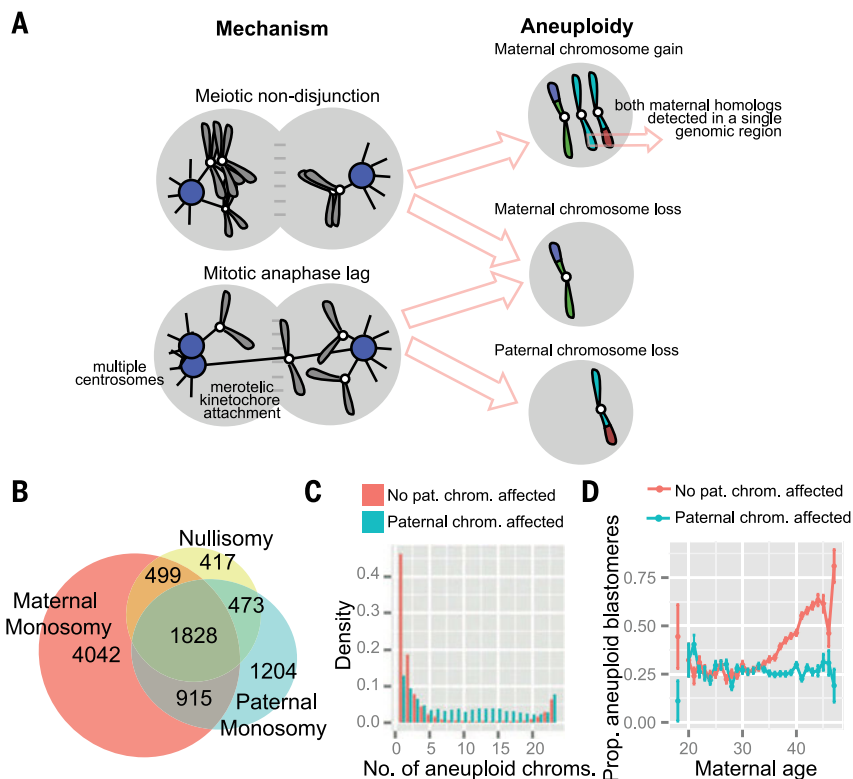 A
Mechanism
Aneuploidy
Maternal chromosome gain
Meiotic non-disjunction
both maternal homologs
detected in a single
genomic region
Maternal chromosome loss
Mitotic anaphase lag
multiple
centrosomes
merotelic
kinetochore
attachment
Paternal chromosome loss
B
Nullisomy
417
499
473
Maternal
Monosomy
4042
1828
1204
915
Paternal
Monosomy
C
No pat. chrom. affected
Paternal chrom. affected
Density
0.4
0.3
0.2
0.1
0.0
0 5 10 15 20
No. of aneuploid chroms.
D
No pat. chrom. affected
Paternal chrom. affected
Prop. aneuploid blastomeres
0.75
0.50
0.25
0.00
20 30 40
Maternal age